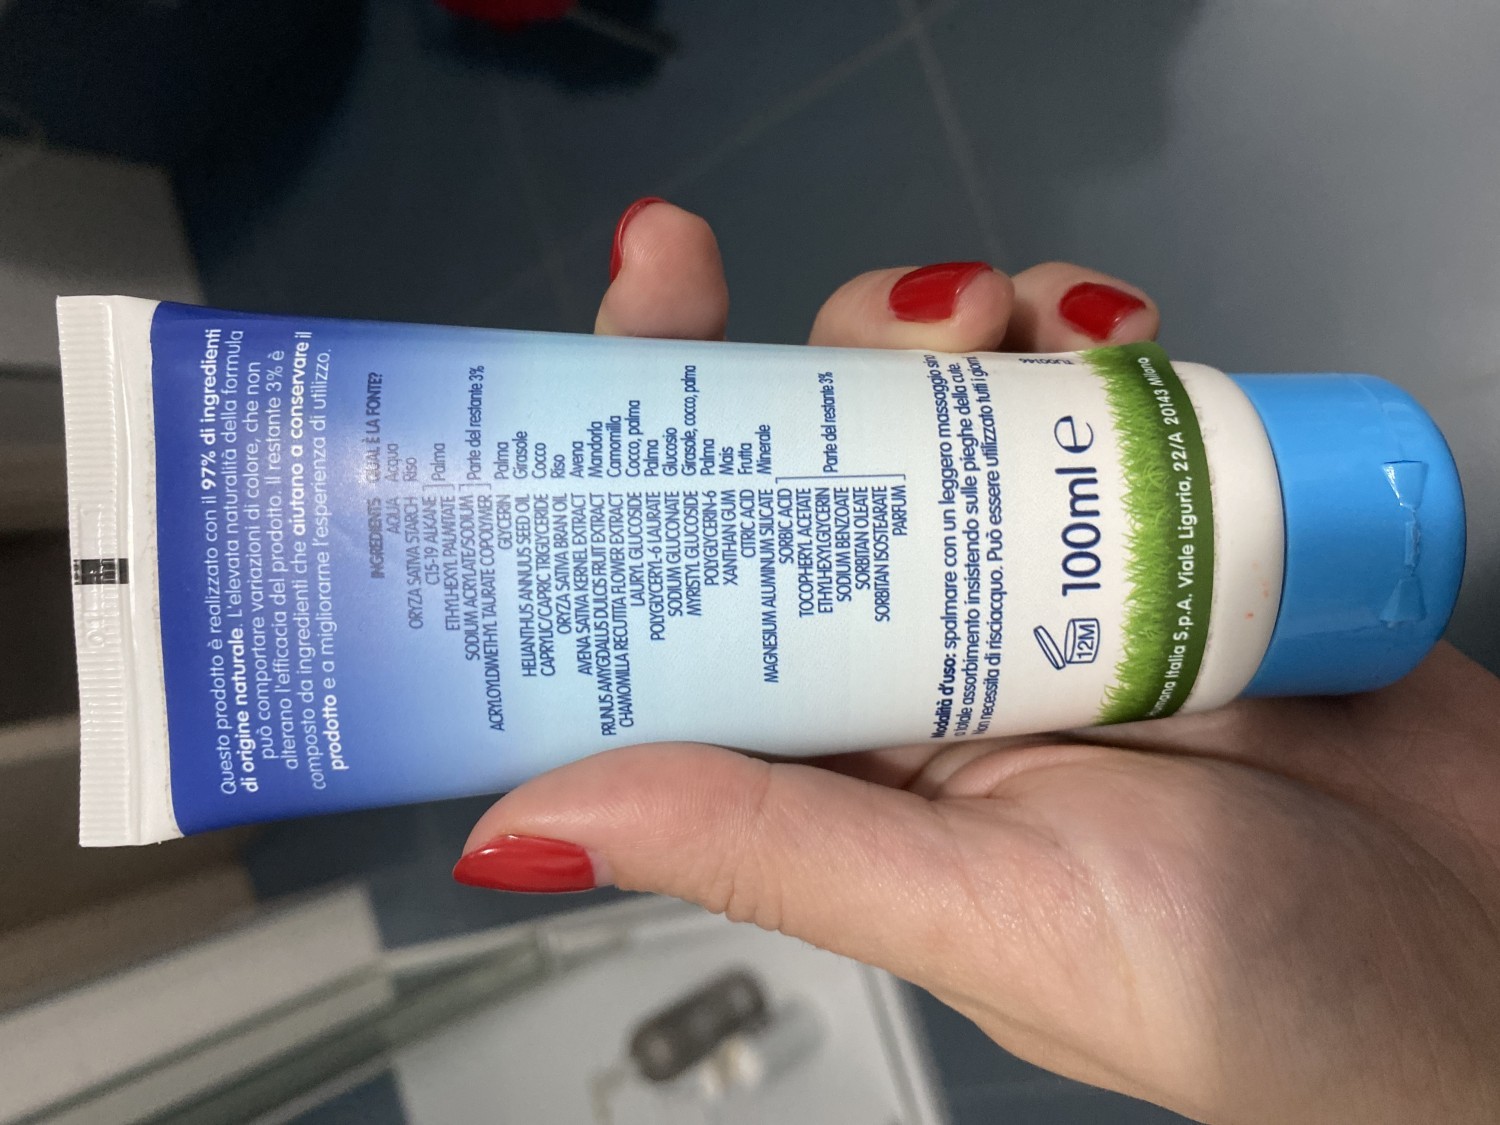 Questo prodotto è realizzato con il 97% di ingredienti
di origine naturale. L'elevata naturalità della formula
può comportare variazioni di colore, che non
alterano l'efficacia del prodotto. Il restante 3% è
composto da ingredienti che aiutano a conservare il
prodotto e a migliorarne l'esperienza di utilizzo.
INGREDIENTS QUAL È LA FONTE?
AQUA Acqua
ORYZA SATIVA STARCH Riso
C15-19 ALKANE Palma
ETHYLHEXYL PALMITATE
SODIUM ACRYLATE/SODIUM Parte del restante 3%
ACRYLOYLDIMETHYL TAURATE COPOLYMER
GLYCERIN Palma
HELIANTHUS ANNUUS SEED OIL Girasole
CAPRYLIC/CAPRIC TRIGLYCERIDE Cocco
ORYZA SATIVA BRAN OIL Riso
AVENA SATIVA KERNEL EXTRACT Avena
PRUNUS AMYGDALUS DULCIS FRUIT EXTRACT Mandorla
CHAMOMILLA RECUTITA FLOWER EXTRACT Camomilla
LAURYL GLUCOSIDE Cocco, palma
POLYGLYCERYL-6 LAURATE Palma
SODIUM GLUCONATE Glucosio
MYRISTYL GLUCOSIDE Girasole, cocco, palma
POLYGLYCERIN-6 Palma
XANTHAN GUM Mais
CITRIC ACID Frutta
MAGNESIUM ALUMINUM SILICATE Minerale
SORBIC ACID
TOCOPHERYL ACETATE
ETHYLHEXYLGLYCERIN Parte del restante 3%
SODIUM BENZOATE
SORBITAN OLEATE
SORBITAN ISOSTEARATE
PARFUM
Modalità d'uso: spalmare con un leggero massaggio sino
a totale assorbimento insistendo sulle pieghe della cute.
Non necessita di risciacquo. Può essere utilizzato tutti i giorni
12M 100ml e
Italia S.p.A. Viale Liguria, 22/A 20143 Milano